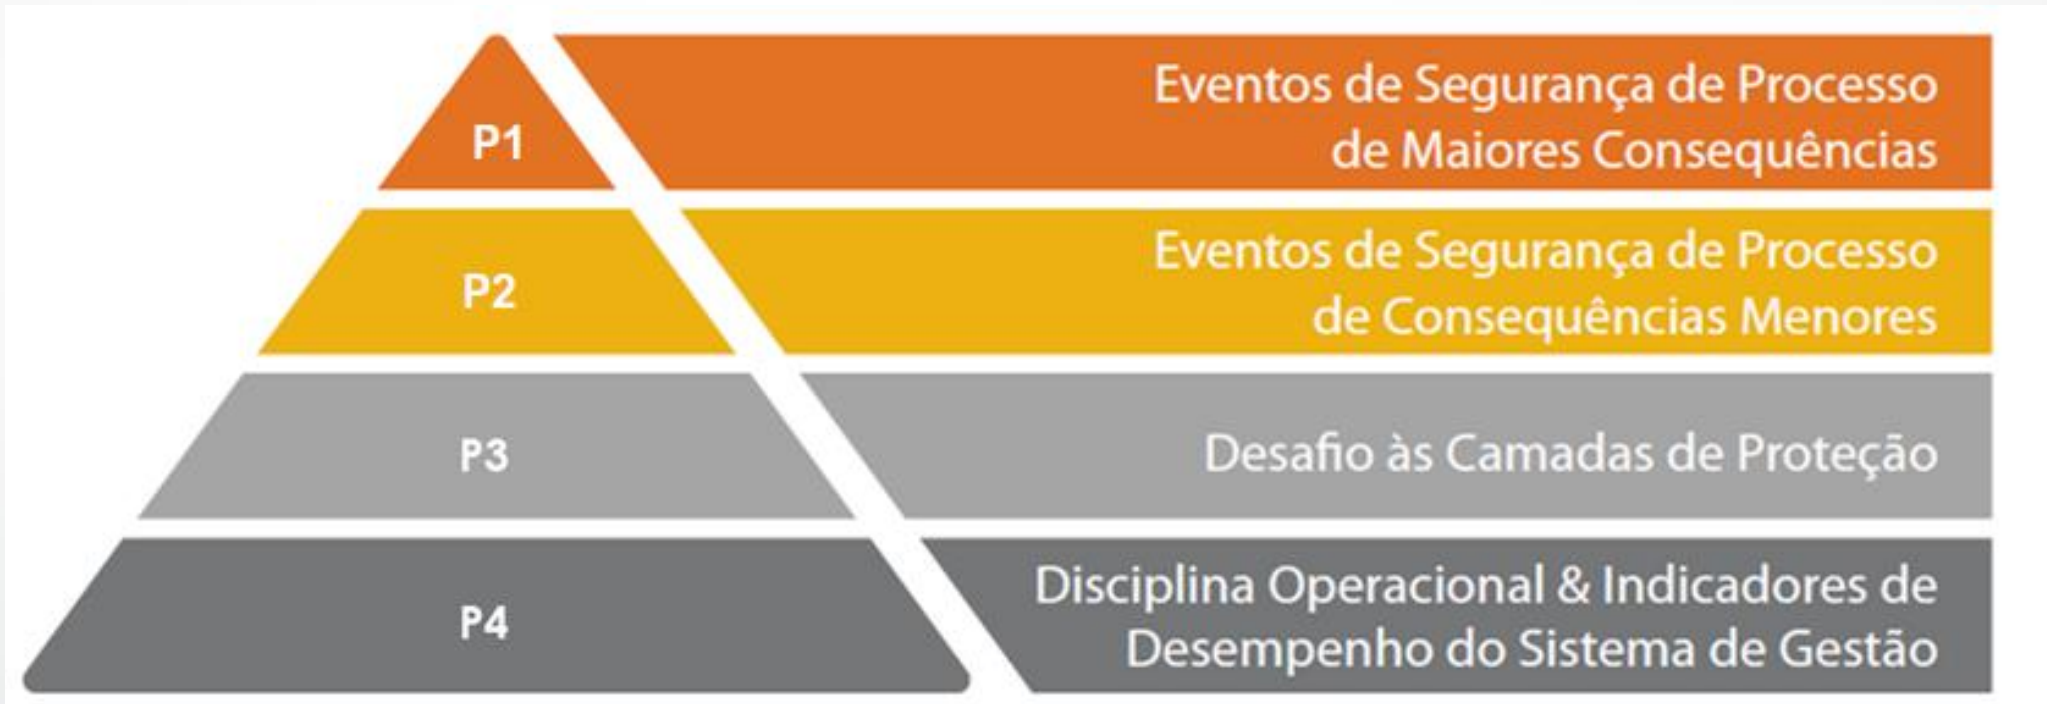 P1
Eventos de Segurança de Processo
de Maiores Consequências
P2
Eventos de Segurança de Processo
de Consequências Menores
P3
Desafio às Camadas de Proteção
P4
Disciplina Operacional & Indicadores de
Desempenho do Sistema de Gestão